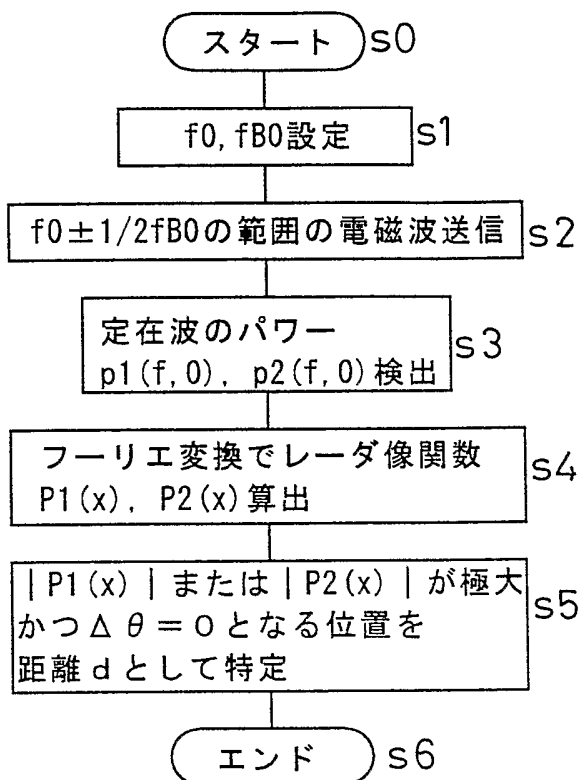 スタート s0
f0,fB0設定 s1
f0±1/2fB0の範囲の電磁波送信 s2
定在波のパワー
p1(f,0), p2(f,0)検出 s3
フーリエ変換でレーダ像関数 s4
P1(x), P2(x)算出
|P1(x)|または|P2(x)|が極大
かつΔθ=0となる位置を s5
距離dとして特定
エンド s6